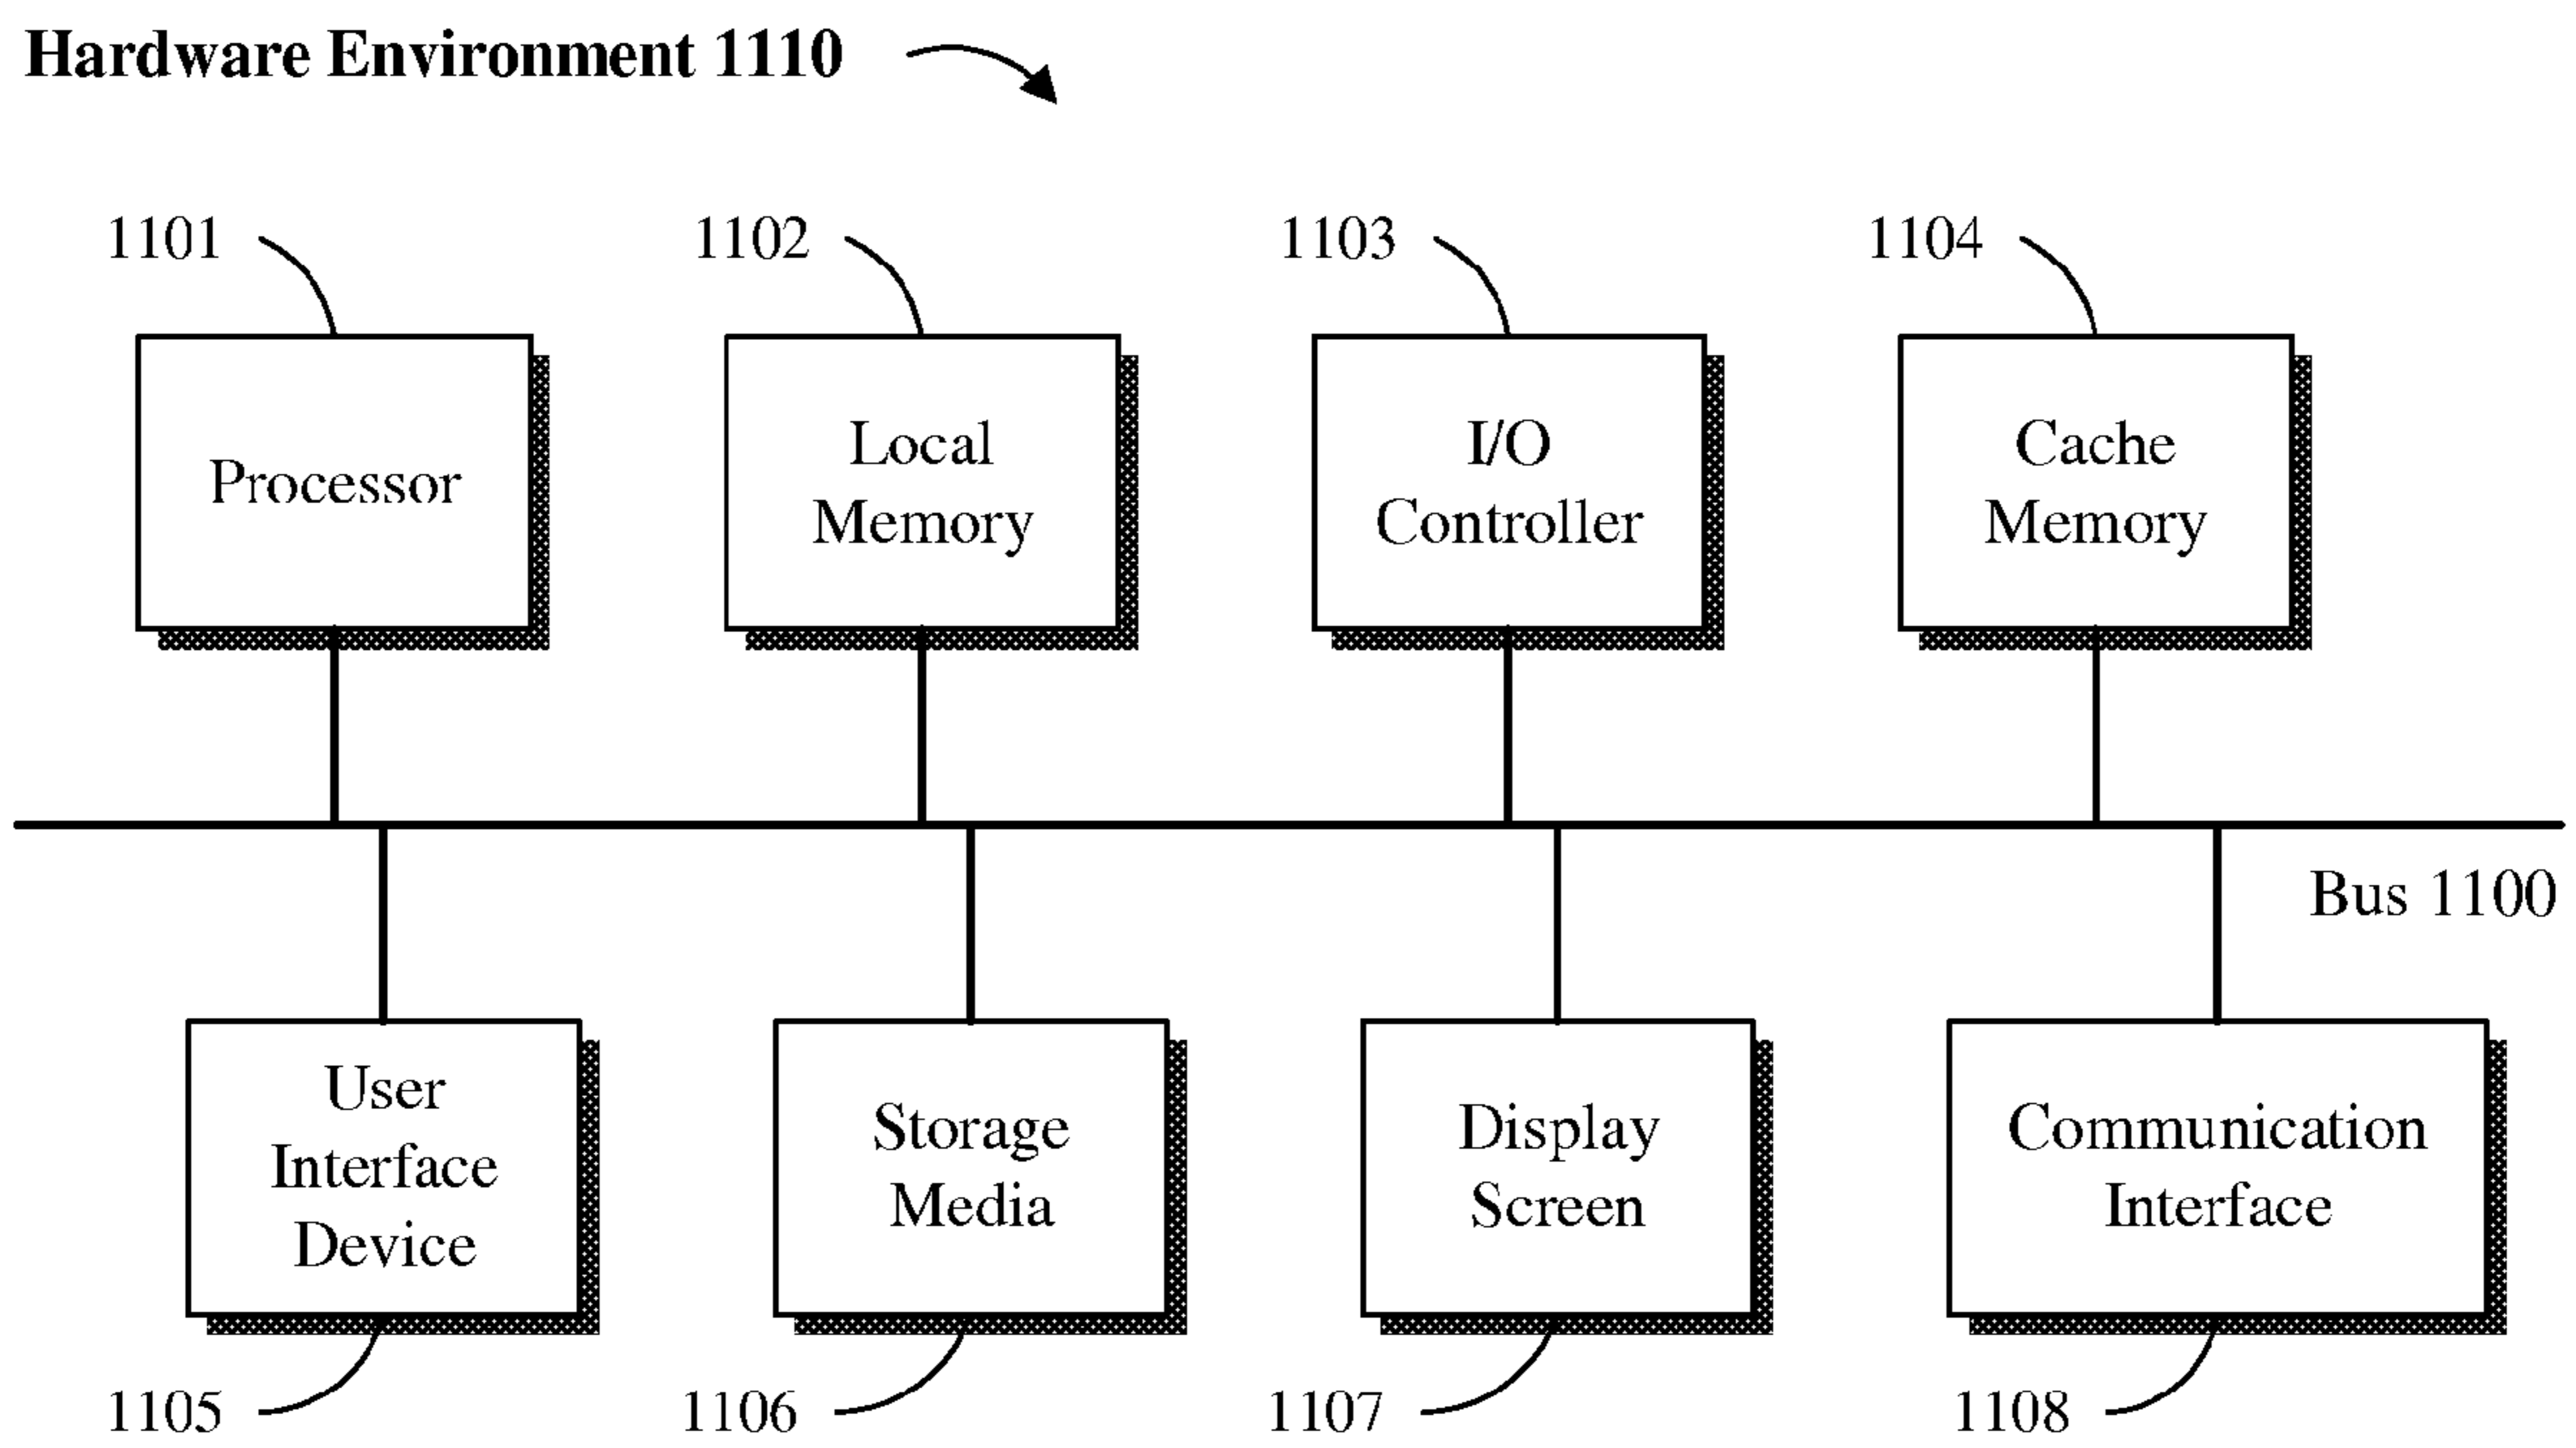 Hardware Environment 1110
1101
1102
1103
1104
Processor
Local
Memory
I/O
Controller
Cache
Memory
Bus 1100
User
Interface
Device
Storage
Media
Display
Screen
Communication
Interface
1105
1106
1107
1108